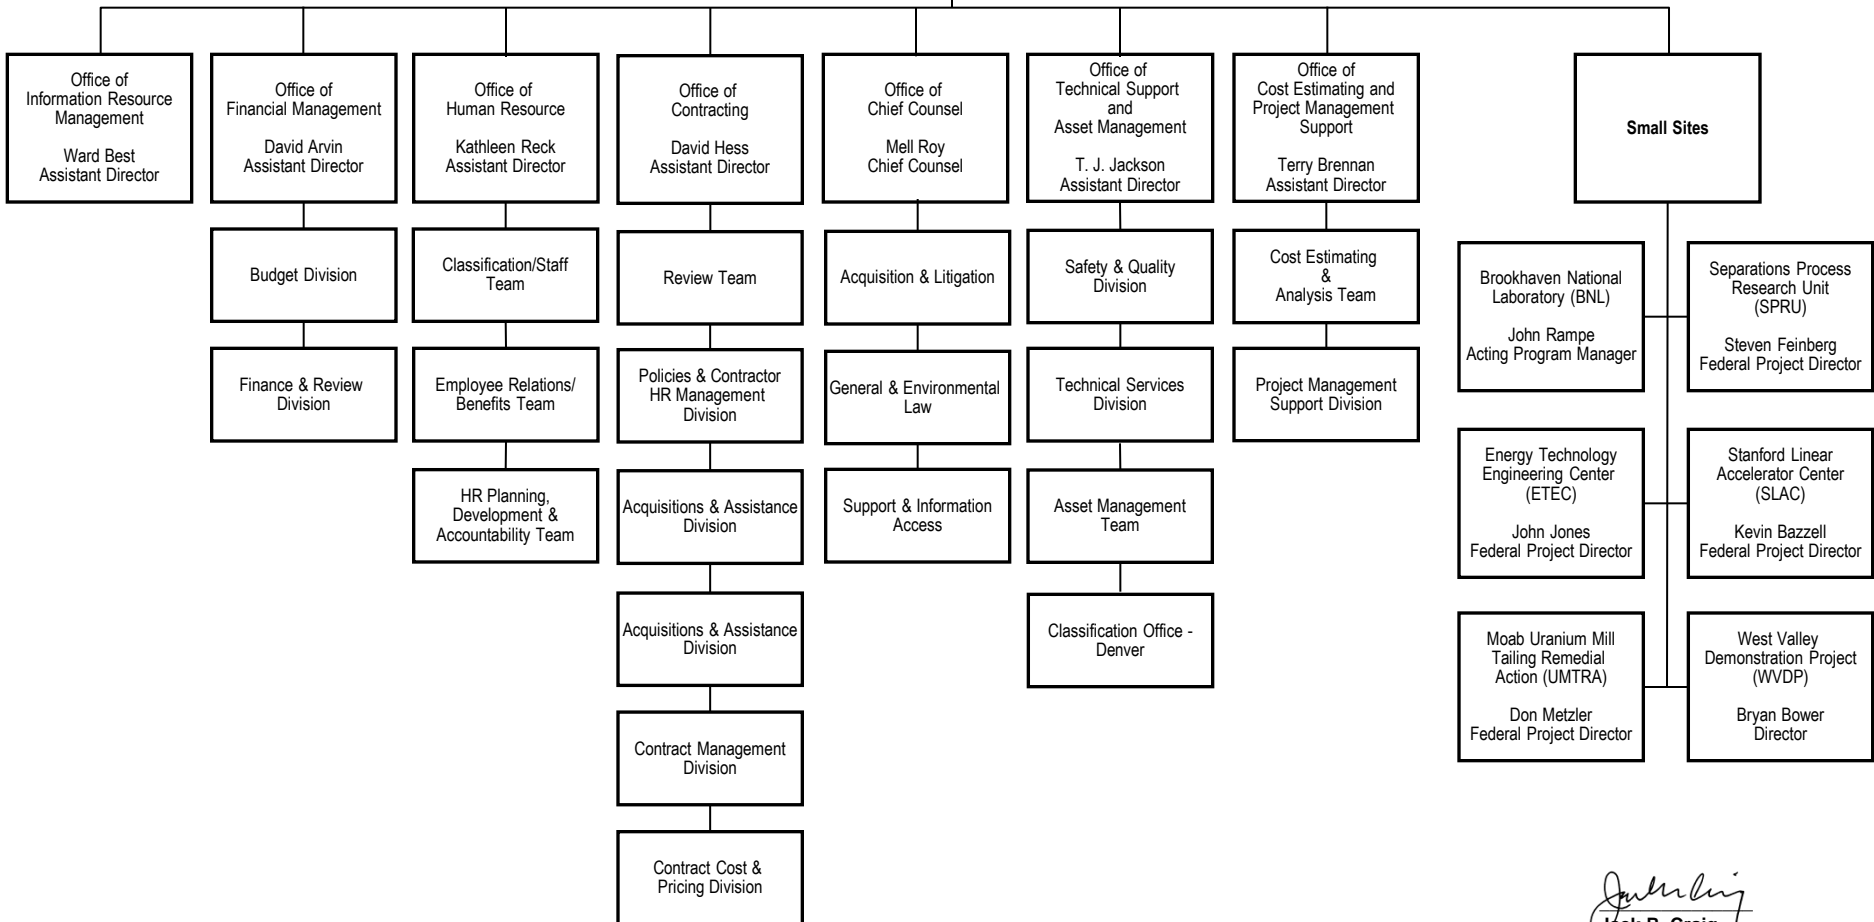 Office of
Information Resource
Management
Ward Best
Assistant Director
Office of
Financial Management
David Arvin
Assistant Director
Office of
Human Resource
Kathleen Reck
Assistant Director
Office of
Contracting
David Hess
Assistant Director
Office of
Chief Counsel
Mell Roy
Chief Counsel
Office of
Technical Support
and
Asset Management
T. J. Jackson
Assistant Director
Office of
Cost Estimating and
Project Management
Support
Terry Brennan
Assistant Director
Small Sites
Budget Division
Finance & Review
Division
Classification/Staff
Team
Employee Relations/
Benefits Team
HR Planning,
Development &
Accountability Team
Review Team
Policies & Contractor
HR Management
Division
Acquisitions & Assistance
Division
Acquisitions & Assistance
Division
Contract Management
Division
Contract Cost &
Pricing Division
Acquisition & Litigation
General & Environmental
Law
Support & Information
Access
Safety & Quality
Division
Technical Services
Division
Asset Management
Team
Classification Office -
Denver
Cost Estimating
&
Analysis Team
Project Management
Support Division
Brookhaven National
Laboratory (BNL)
John Rampe
Acting Program Manager
Separations Process
Research Unit
(SPRU)
Steven Feinberg
Federal Project Director
Energy Technology
Engineering Center
(ETEC)
John Jones
Federal Project Director
Stanford Linear
Accelerator Center
(SLAC)
Kevin Bazzell
Federal Project Director
Moab Uranium Mill
Tailing Remedial
Action (UMTRA)
Don Metzler
Federal Project Director
West Valley
Demonstration Project
(WVDP)
Bryan Bower
Director
Jack R. Craig